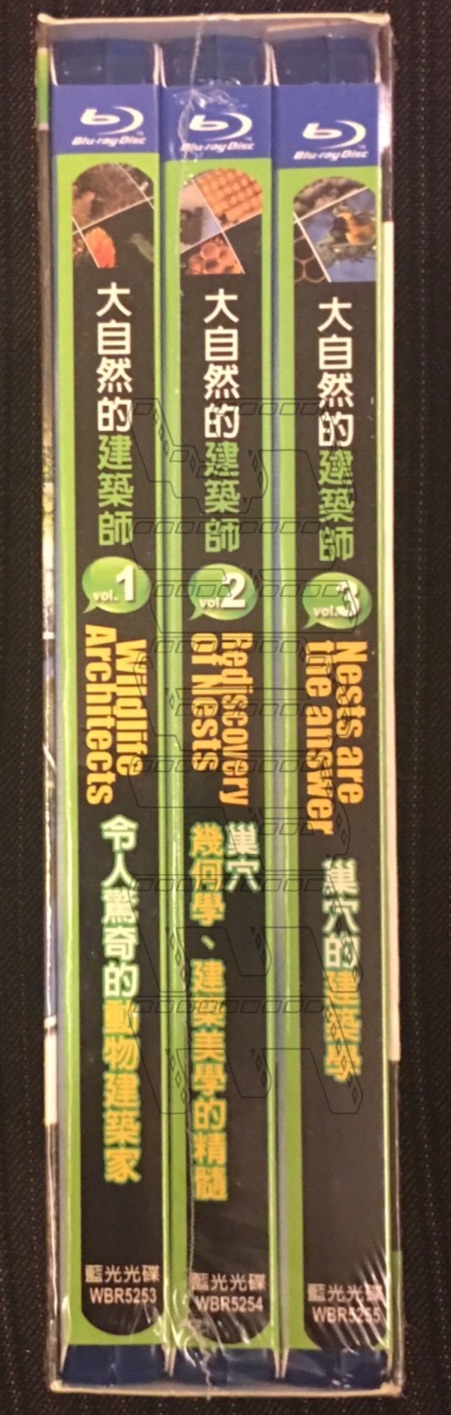 Blu-ray Disc
大自然的建築師
vol.1
Wildlife
Architects
令人驚奇的動物建築家
藍光光碟
WBR5253
Blu-ray Disc
大自然的建築師
vol.2
Rediscovery
of Nests
巢穴
幾何學、建築美學的精髓
藍光光碟
WBR5254
Blu-ray Disc
大自然的建築師
vol.3
Nests are
the answer
巢穴的建築學
藍光光碟
WBR5255